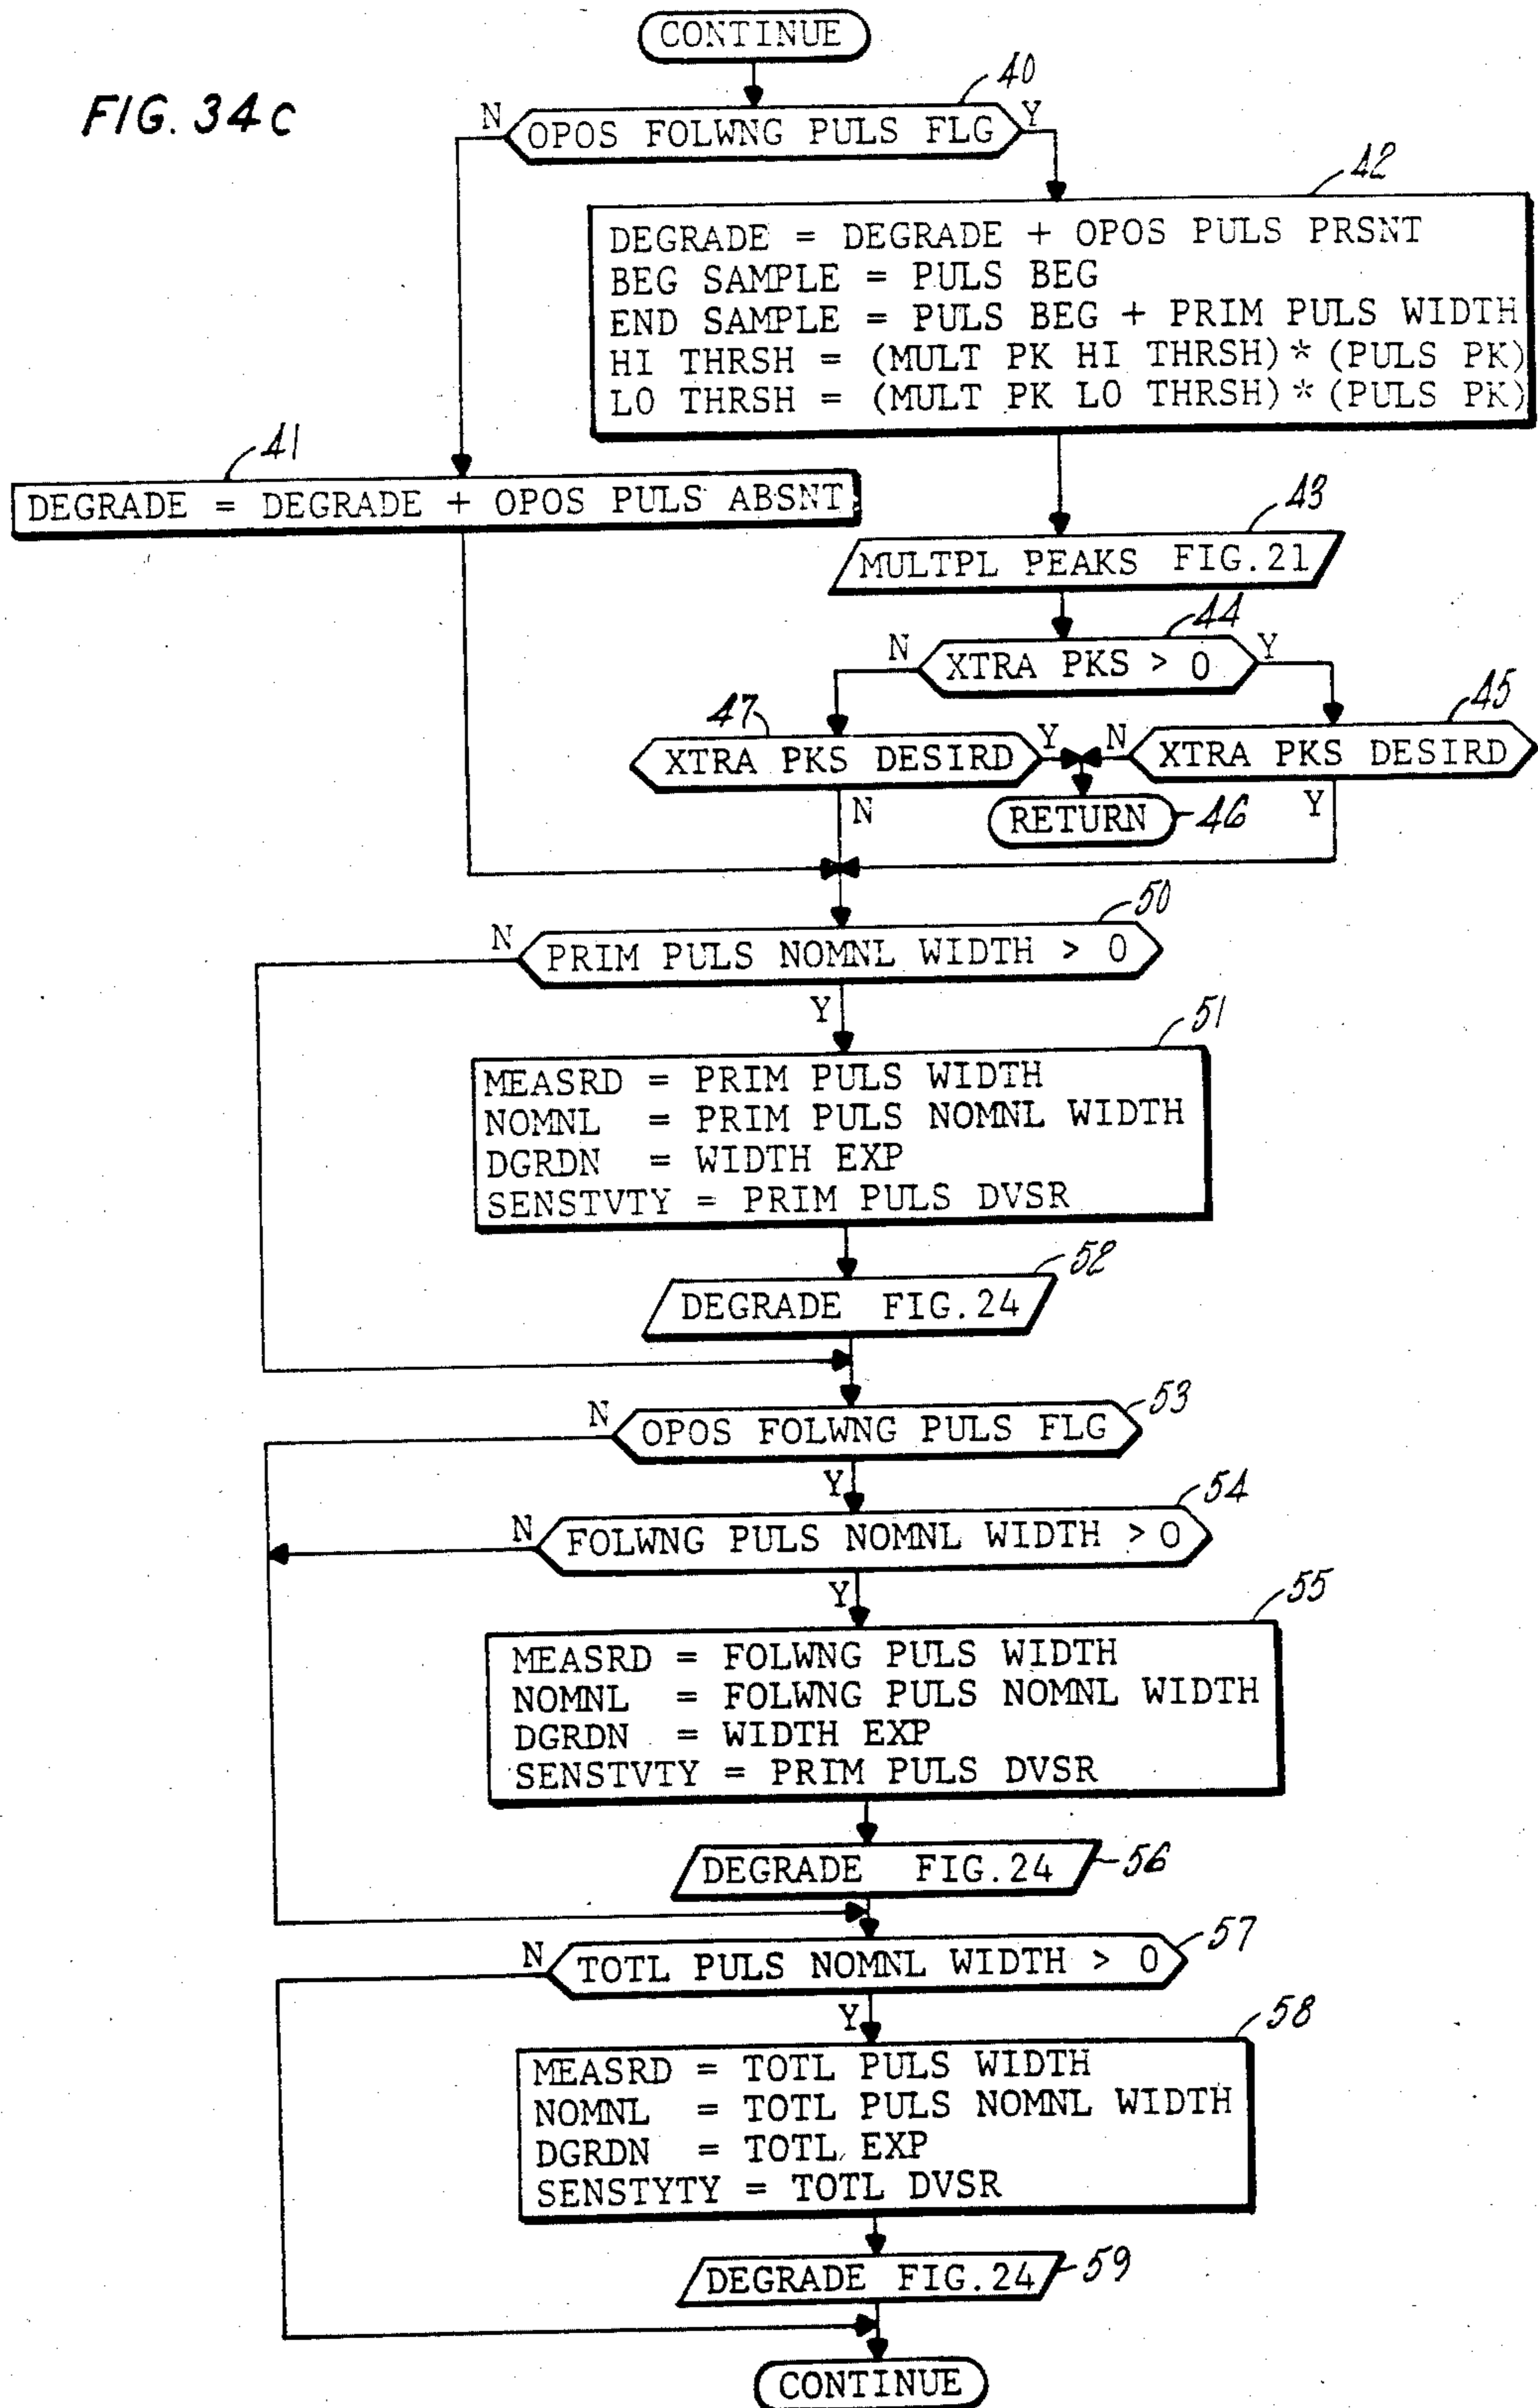 CONTINUE
FIG. 34c
40
N
OPOS FOLWNG PULS FLG
Y
42
DEGRADE = DEGRADE + OPOS PULS PRSNT
BEG SAMPLE = PULS BEG
END SAMPLE = PULS BEG + PRIM PULS WIDTH
HI THRSH = (MULT PK HI THRSH)*(PULS PK)
LO THRSH = (MULT PK LO THRSH)*(PULS PK)
41
DEGRADE = DEGRADE + OPOS PULS ABSNT
43
MULTPL PEAKS FIG.21
44
N
XTRA PKS > 0
Y
47
XTRA PKS DESIRD
Y
N
45
XTRA PKS DESIRD
N
RETURN
46
Y
50
N
PRIM PULS NOMNL WIDTH > 0
Y
51
MEASRD = PRIM PULS WIDTH
NOMNL = PRIM PULS NOMNL WIDTH
DGRDN = WIDTH EXP
SENSTVTY = PRIM PULS DVSR
52
DEGRADE FIG.24
53
N
OPOS FOLWNG PULS FLG
Y
54
N
FOLWNG PULS NOMNL WIDTH > 0
Y
55
MEASRD = FOLWNG PULS WIDTH
NOMNL = FOLWNG PULS NOMNL WIDTH
DGRDN = WIDTH EXP
SENSTVTY = PRIM PULS DVSR
DEGRADE FIG.24
56
57
N
TOTL PULS NOMNL WIDTH > 0
Y
58
MEASRD = TOTL PULS WIDTH
NOMNL = TOTL PULS NOMNL WIDTH
DGRDN = TOTL EXP
SENSTYTY = TOTL DVSR
DEGRADE FIG.24
59
CONTINUE